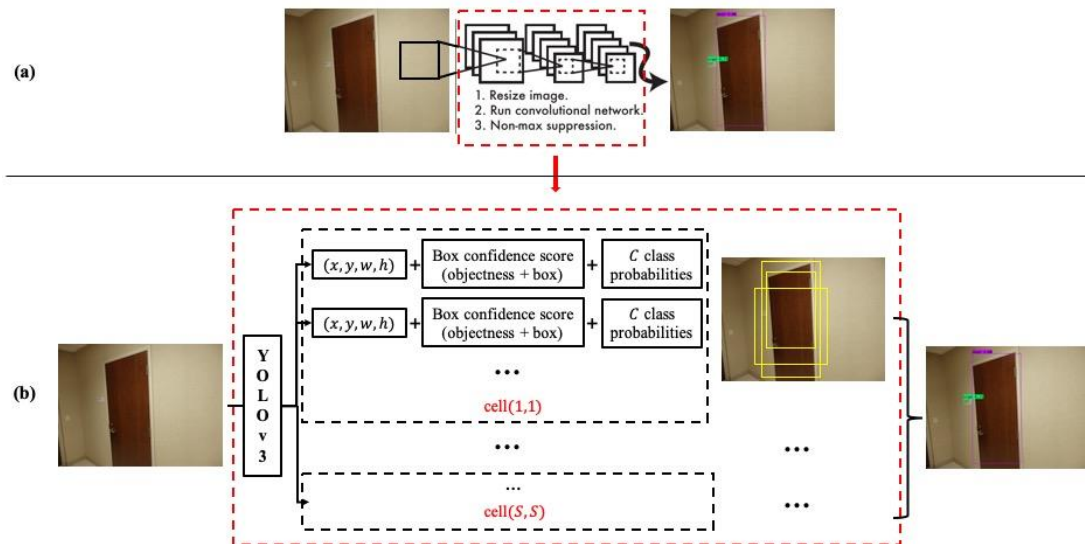 (a)
1. Resize image.
2. Run convolutional network.
3. Non-max suppression.
(b)
YOLOv3
(x, y, w, h) + Box confidence score (objectness + box) + C class probabilities
(x, y, w, h) + Box confidence score (objectness + box) + C class probabilities
...
cell(1,1)
... ...
...
cell(S, S) ...